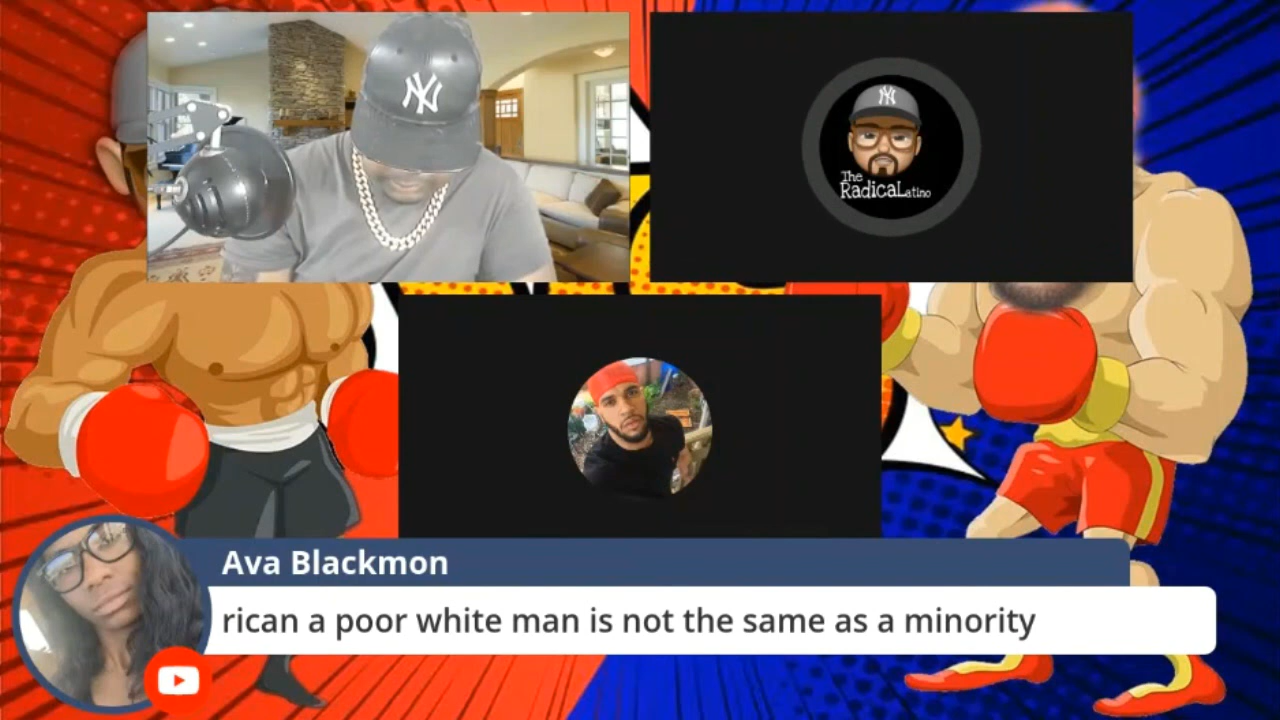 NY
NY
The
RadicaLatino
Ava Blackmon
rican a poor white man is not the same as a minority